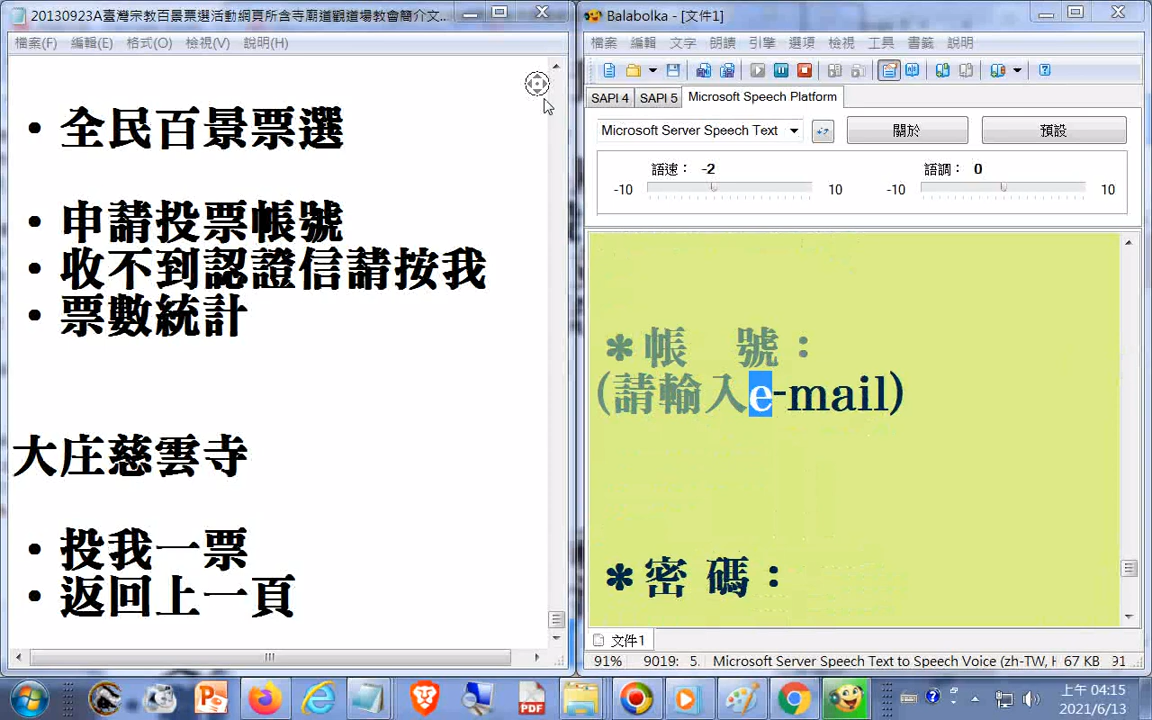 20130923A臺灣宗教百景票選活動網頁所含寺廟道觀道場教會簡介文...
檔案(F) 編輯(E) 格式(O) 檢視(V) 說明(H)
• 全民百景票選
• 申請投票帳號
• 收不到認證信請按我
• 票數統計
大庄慈雲寺
• 投我一票
• 返回上一頁
Balabolka - [文件1]
檔案 編輯 文字 朗讀 引擎 選項 檢視 工具 書籤 說明
SAPI 4 SAPI 5 Microsoft Speech Platform
Microsoft Server Speech Text 關於 預設
語速： -2 語調： 0
-10 10 -10 10
＊帳 號：
(請輸入e-mail)
＊密 碼：
文件1
91% 9019: 5. Microsoft Server Speech Text to Speech Voice (zh-TW, H 67 KB 91
上午 04:15
2021/6/13